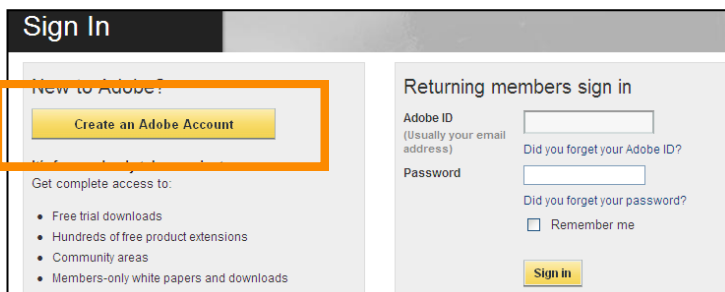 Sign In
New to Adobe?
Create an Adobe Account
Get complete access to:
Free trial downloads
Hundreds of free product extensions
Community areas
Members-only white papers and downloads
Returning members sign in
Adobe ID
(Usually your email
address)
Did you forget your Adobe ID?
Password
Did you forget your password?
Remember me
Sign in